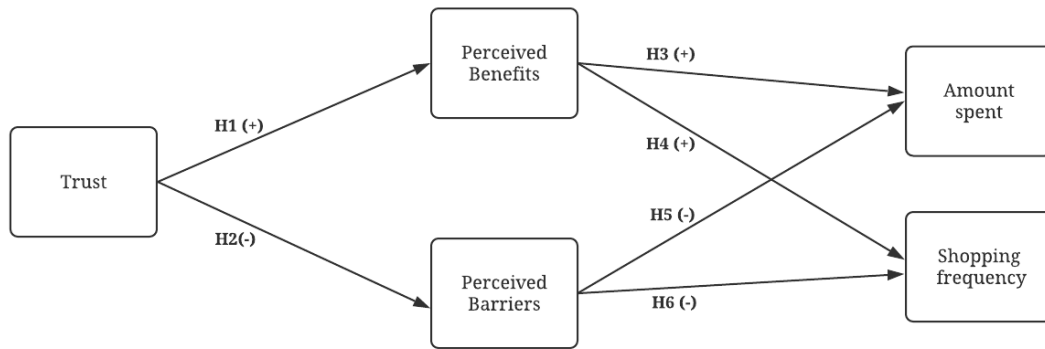 Perceived
Benefits
H3 (+)
Amount
spent
H1 (+)
H4 (+)
Trust
H5 (-)
H2(-)
Perceived
Barriers
H6 (-)
Shopping
frequency